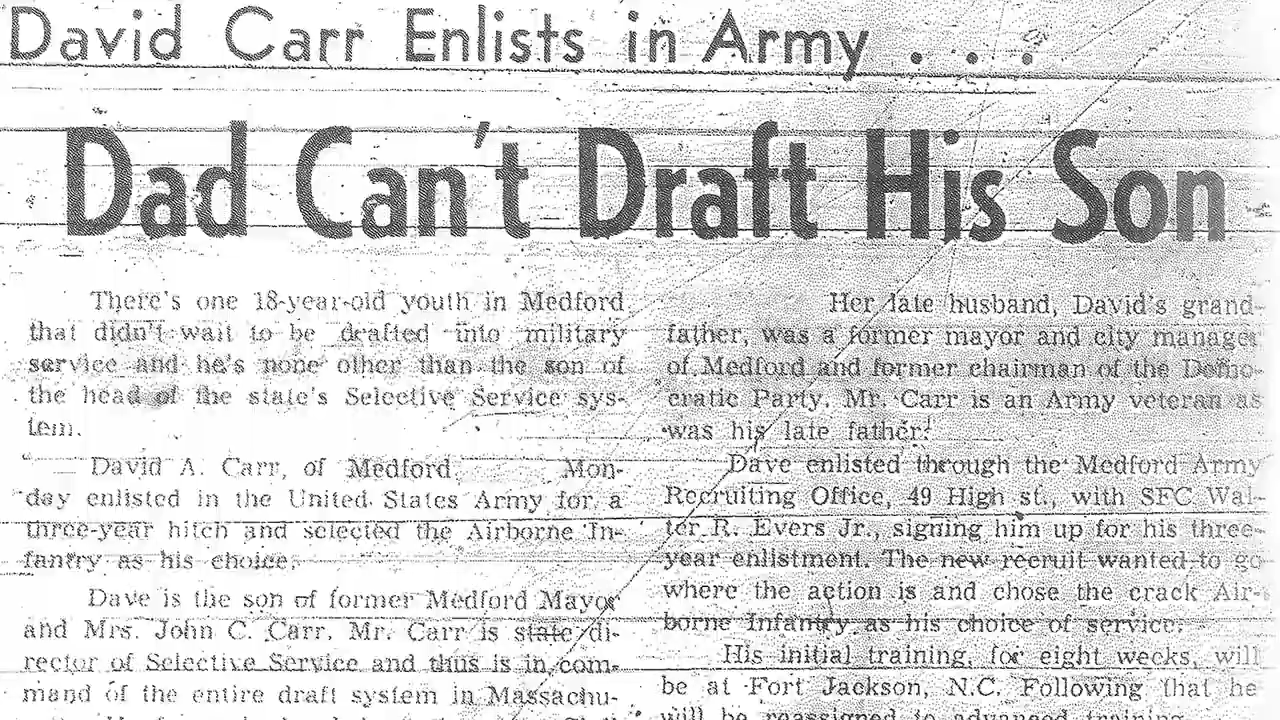 David Carr Enlists in Army . . .
Dad Can't Draft His Son
There's one 18-year-old youth in Medford
that didn't wait to be drafted into military
service and he's none other than the son of
the head of the state's Selective Service sys-
tem.
David A. Carr, of Medford, Mon-
day enlisted in the United States Army for a
three-year hitch and selected the Airborne In-
fantry as his choice.
Dave is the son of former Medford Mayor
and Mrs. John C. Carr. Mr. Carr is state di-
rector of Selective Service and thus is in com-
mand of the entire draft system in Massachu-
Her late husband, David's grand-
father, was a former mayor and city manager
of Medford and former chairman of the Demo-
cratic Party. Mr. Carr is an Army veteran as
was his late father.
Dave enlisted through the Medford Army
Recruiting Office, 49 High st., with SFC Wal-
ter R. Evers Jr., signing him up for his three-
year enlistment. The new recruit wanted to go
where the action is and chose the crack Air-
borne Infantry as his choice of service.
His initial training, for eight weeks, will
be at Fort Jackson, N.C. Following that he
will be reassigned to advanced training